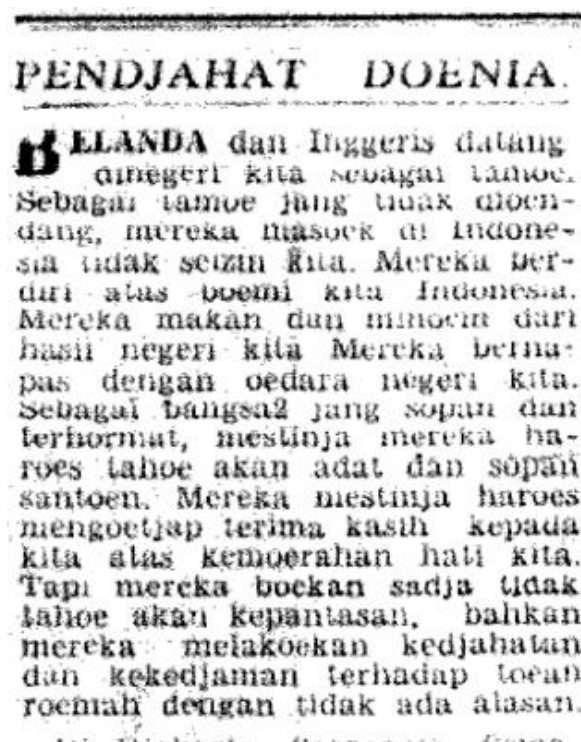 PENDJAHAT DOENIA.
BELANDA dan Inggeris datang
dinegeri kita sebagai tamoe.
Sebagai tamoe jang tidak dioen-
dang, mereka masoek di Indone-
sia tidak seizin kita. Mereka ber-
diri atas boemi kita Indonesia.
Mereka makan dan minoem dari
hasil negeri kita Mereka berna-
pas dengan oedara negeri kita.
Sebagai bangsa2 jang sopan dan
terhormat, mestinja mereka ha-
roes tahoe akan adat dan sopan
santoen. Mereka mestinja haroes
mengoetjap terima kasih kepada
kita atas kemoerahan hati kita.
Tapi mereka boekan sadja tidak
tahoe akan kepantasan, bahkan
mereka melakoekan kedjahatan
dan kekedjaman terhadap toean
roemah dengan tidak ada alasan.